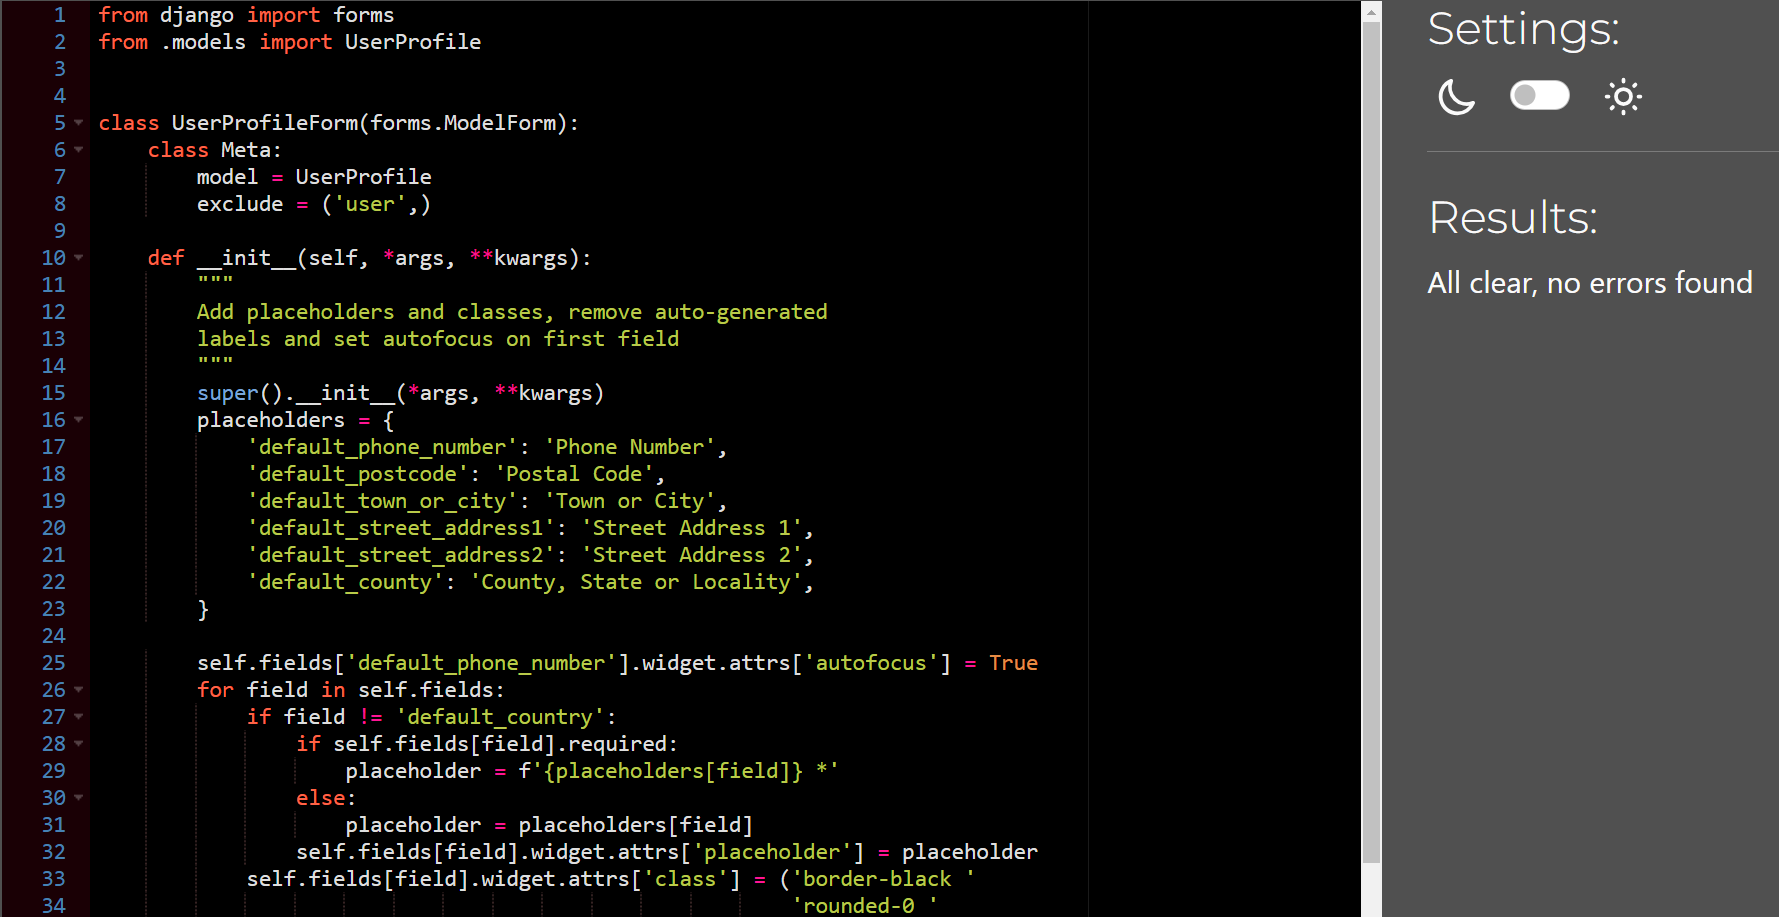 1 from django import forms
2 from .models import UserProfile
3
4
5 class UserProfileForm(forms.ModelForm):
6     class Meta:
7         model = UserProfile
8         exclude = ('user',)
9
10     def __init__(self, *args, **kwargs):
11         """
12         Add placeholders and classes, remove auto-generated
13         labels and set autofocus on first field
14         """
15         super().__init__(*args, **kwargs)
16         placeholders = {
17             'default_phone_number': 'Phone Number',
18             'default_postcode': 'Postal Code',
19             'default_town_or_city': 'Town or City',
20             'default_street_address1': 'Street Address 1',
21             'default_street_address2': 'Street Address 2',
22             'default_county': 'County, State or Locality',
23         }
24
25         self.fields['default_phone_number'].widget.attrs['autofocus'] = True
26         for field in self.fields:
27             if field != 'default_country':
28                 if self.fields[field].required:
29                     placeholder = f'{placeholders[field]} *'
30                 else:
31                     placeholder = placeholders[field]
32                 self.fields[field].widget.attrs['placeholder'] = placeholder
33             self.fields[field].widget.attrs['class'] = ('border-black '
34                                                         'rounded-0 '
Settings:
Results:
All clear, no errors found